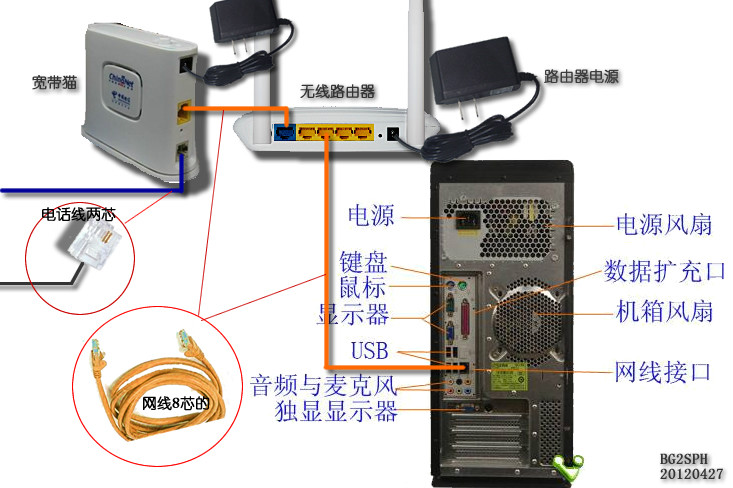 宽带猫
无线路由器
路由器电源
ChinaNet
电话线两芯
网线8芯的
电源
键盘
鼠标
显示器
USB
音频与麦克风
独显显示器
电源风扇
数据扩充口
机箱风扇
网线接口
BG2SPH
20120427